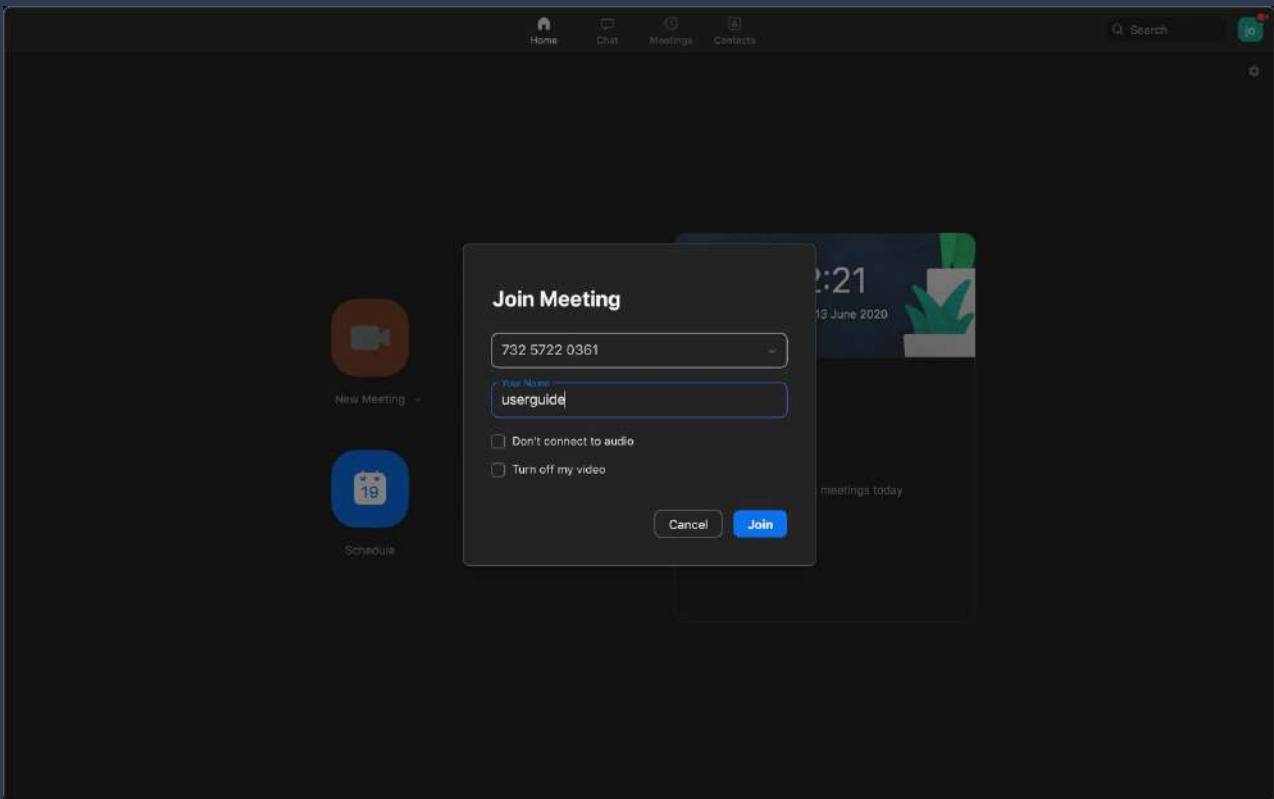 Home
Chat
Meetings
Contacts
Search
jo
:21
13 June 2020
Join Meeting
732 5722 0361
Your Name
userguide
Don't connect to audio
Turn off my video
Cancel
Join
New Meeting
19
Schedule
meetings today